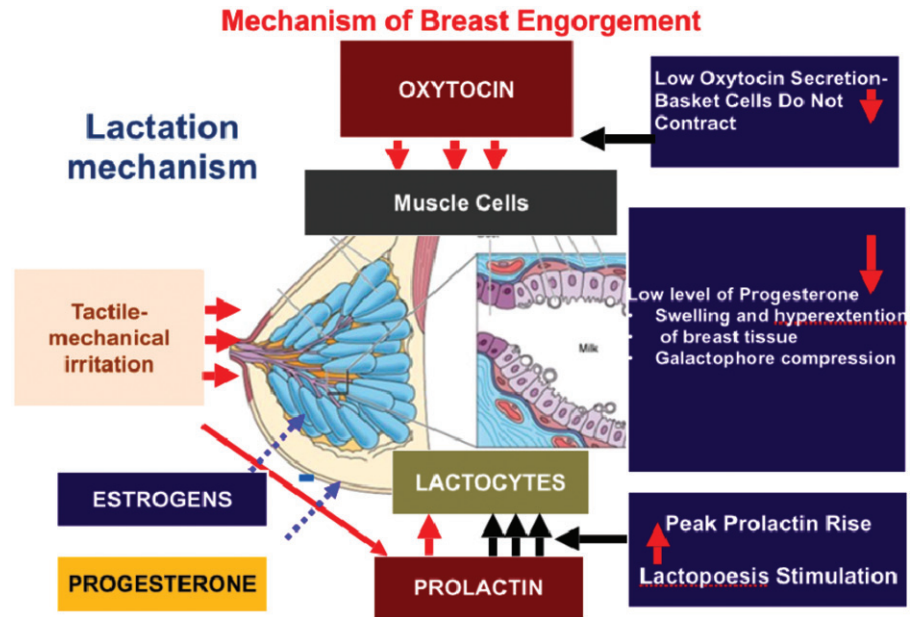 Mechanism of Breast Engorgement
OXYTOCIN
Low Oxytocin Secretion-
Basket Cells Do Not
Contract
Lactation
mechanism
Muscle Cells
Tactile-
mechanical
irritation
Low level of Progesterone
• Swelling and hyperextention
• of breast tissue
• Galactophore compression
Milk
LACTOCYTES
ESTROGENS
PROGESTERONE
PROLACTIN
Peak Prolactin Rise
Lactopoesis Stimulation